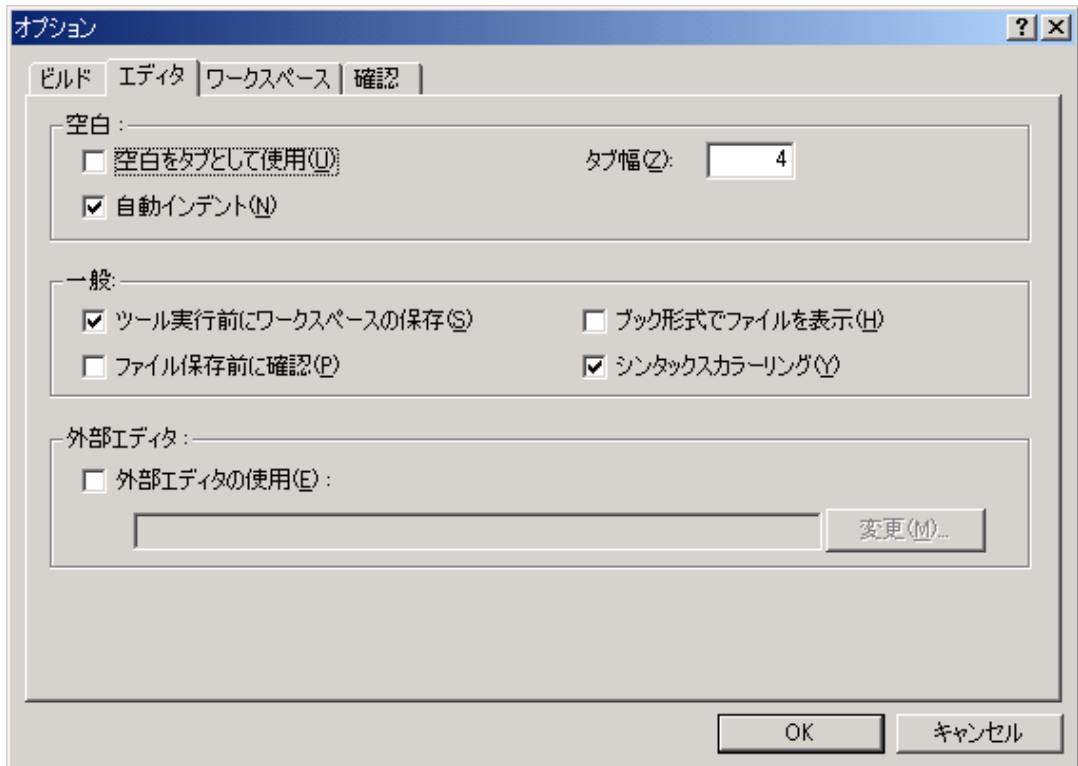 オプション
ビルド エディタ ワークスペース 確認
空白 :
空白をタブとして使用(U) タブ幅(Z): 4
自動インデント(N)
一般:
ツール実行前にワークスペースの保存(S) ブック形式でファイルを表示(H)
ファイル保存前に確認(P) シンタックスカラーリング(Y)
外部エディタ :
外部エディタの使用(E) :
変更(M)...
OK キャンセル